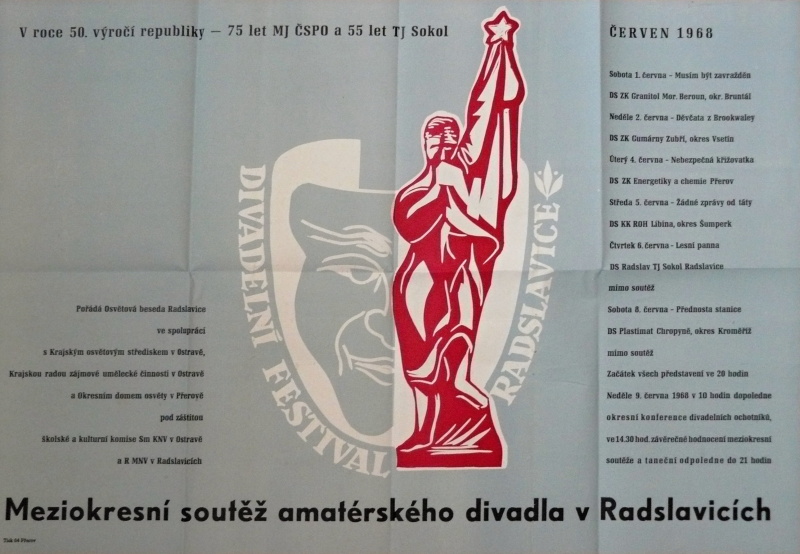 V roce 50. výročí republiky – 75 let MJ ČSPO a 55 let TJ Sokol
ČERVEN 1968
Sobota 1. června - Musím být zavražděn
DS ZK Granitol Mor. Beroun, okr. Bruntál
Neděle 2. června - Děvčata z Brookwaley
DS ZK Gumárny Zubří, okres Vsetín
Úterý 4. června - Nebezpečná křižovatka
DS ZK Energetiky a chemie Přerov
Středa 5. června - Žádné zprávy od táty
DS KK ROH Libina, okres Šumperk
Čtvrtek 6. června - Lesní panna
DS Radslav TJ Sokol Radslavice
mimo soutěž
Sobota 8. června - Přednosta stanice
DS Plastimat Chropyně, okres Kroměříž
mimo soutěž
Začátek všech představení ve 20 hodin
Neděle 9. června 1968 v 10 hodin dopoledne
okresní konference divadelních ochotníků,
ve 14.30 hod. závěrečné hodnocení meziokresní
soutěže a taneční odpoledne do 21 hodin
DIVADELNÍ FESTIVAL
RADSLAVICE
Pořádá Osvětová beseda Radslavice
ve spolupráci
s Krajským osvětovým střediskem v Ostravě,
Krajskou radou zájmové umělecké činnosti v Ostravě
a Okresním domem osvěty v Přerově
pod záštitou
školské a kulturní komise Sm KNV v Ostravě
a R MNV v Radslavicích
Meziokresní soutěž amatérského divadla v Radslavicích
Tisk 04 Přerov